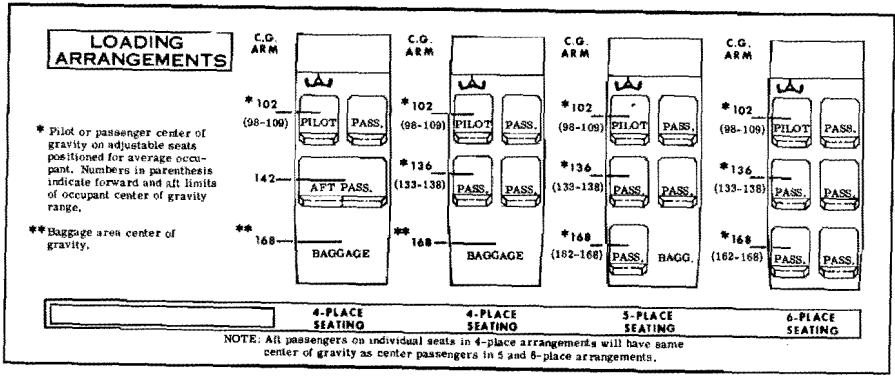 LOADING
ARRANGEMENTS
* Pilot or passenger center of
gravity on adjustable seats
positioned for average occu-
pant. Numbers in parenthesis
indicate forward and aft limits
of occupant center of gravity
range.
** Baggage area center of
gravity.
C.G.
ARM
*102
(98-109)
142
**168
PILOT PASS.
AFT PASS.
BAGGAGE
4-PLACE
SEATING
C.G.
ARM
*102
(98-109)
*136
(133-138)
**168
PILOT PASS.
PASS. PASS.
BAGGAGE
4-PLACE
SEATING
C.G.
ARM
*102
(98-109)
*136
(133-138)
*168
(162-168)
PILOT PASS.
PASS. PASS.
PASS. BAGG.
5-PLACE
SEATING
C.G.
ARM
*102
(98-109)
*136
(133-138)
*168
(162-168)
PILOT PASS.
PASS. PASS.
PASS. PASS.
6-PLACE
SEATING
NOTE: Aft passengers on individual seats in 4-place arrangements will have same
center of gravity as center passengers in 5 and 6-place arrangements.